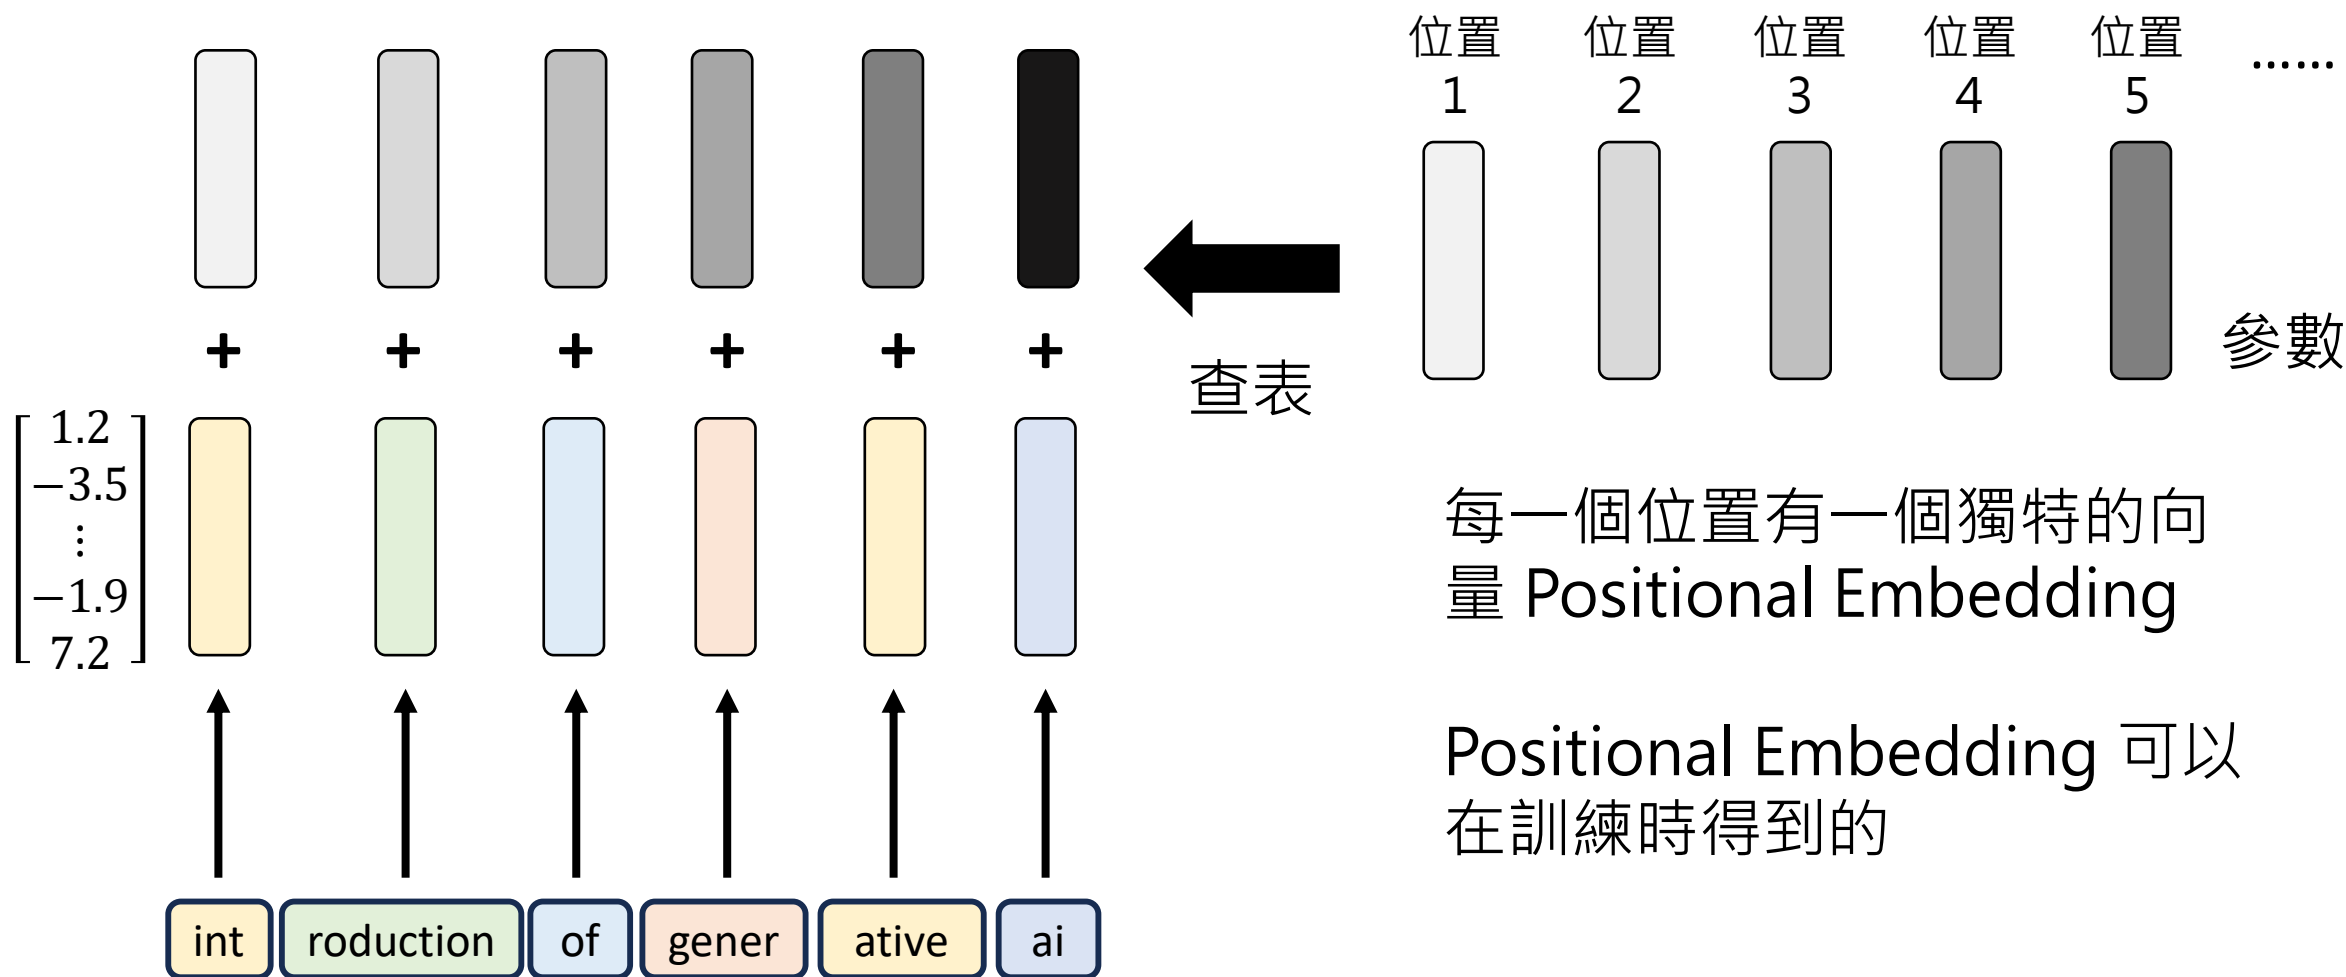 位置 位置 位置 位置 位置 ……
1 2 3 4 5
+ + + + + +
參數
查表
1.2
−3.5
⋮
−1.9
7.2
每一個位置有一個獨特的向
量 Positional Embedding
Positional Embedding 可以
在訓練時得到的
int roduction of gener ative ai